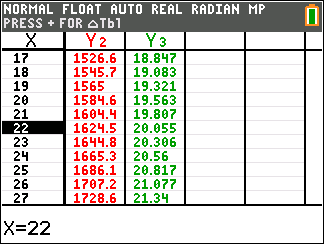 NORMAL FLOAT AUTO REAL RADIAN MP
PRESS + FOR △Tbl
X Y₂ Y₃
17 1526.6 18.847
18 1545.7 19.083
19 1565 19.321
20 1584.6 19.563
21 1604.4 19.807
22 1624.5 20.055
23 1644.8 20.306
24 1665.3 20.56
25 1686.1 20.817
26 1707.2 21.077
27 1728.6 21.34
X=22